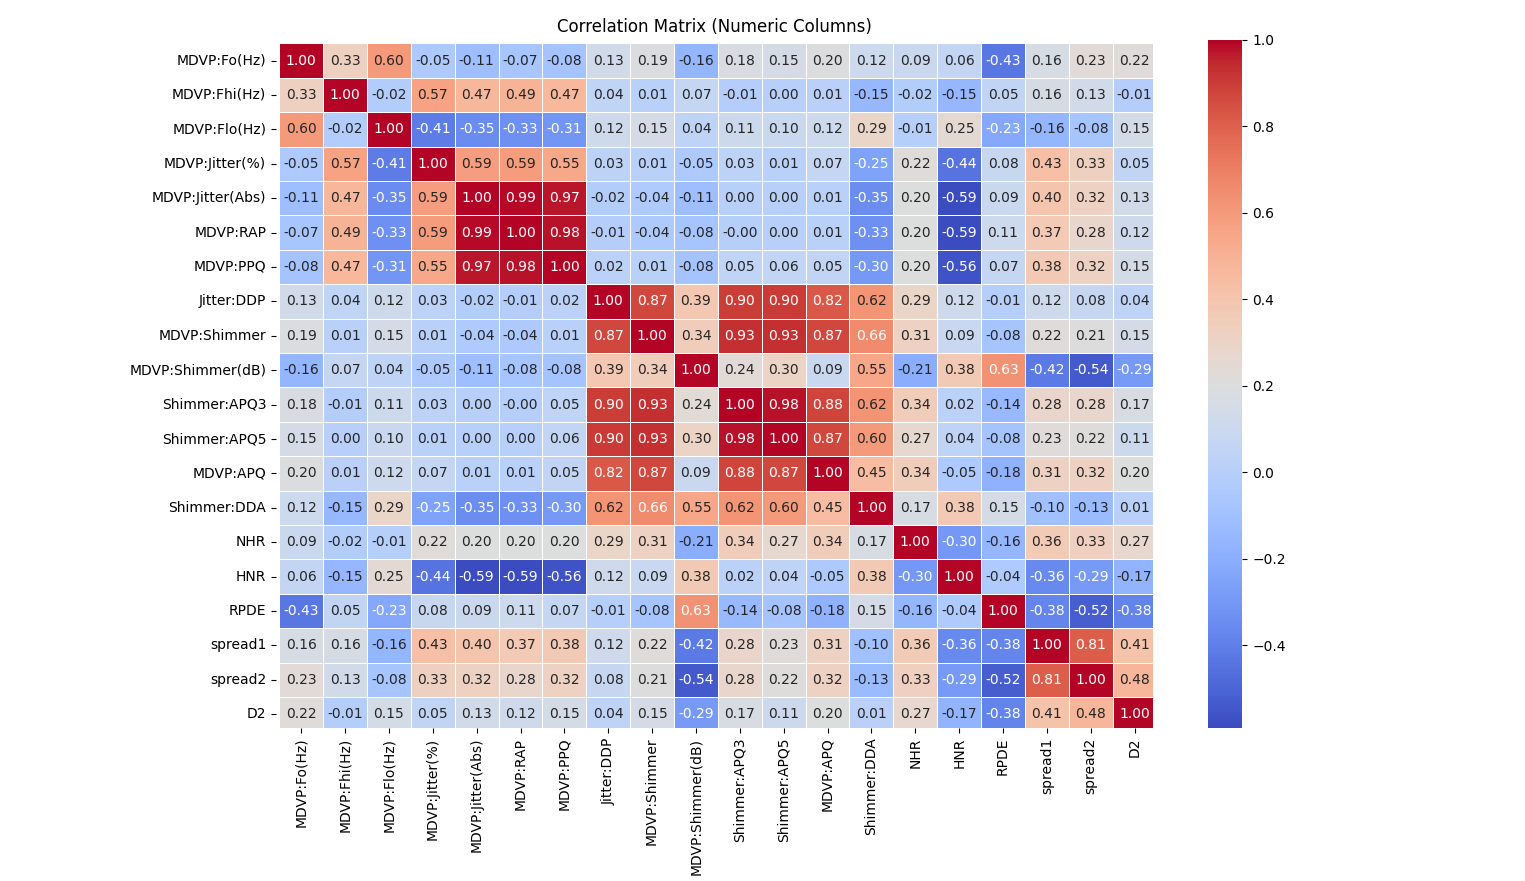 Correlation Matrix (Numeric Columns)
MDVP:Fo(Hz) 1.00 0.33 0.60 -0.05 -0.11 -0.07 -0.08 0.13 0.19 -0.16 0.18 0.15 0.20 0.12 0.09 0.06 -0.43 0.16 0.23 0.22
MDVP:Fhi(Hz) 0.33 1.00 -0.02 0.57 0.47 0.49 0.47 0.04 0.01 0.07 -0.01 0.00 0.01 -0.15 -0.02 -0.15 0.05 0.16 0.13 -0.01
MDVP:Flo(Hz) 0.60 -0.02 1.00 -0.41 -0.35 -0.33 -0.31 0.12 0.15 0.04 0.11 0.10 0.12 0.29 -0.01 0.25 -0.23 -0.16 -0.08 0.15
MDVP:Jitter(%) -0.05 0.57 -0.41 1.00 0.59 0.59 0.55 0.03 0.01 -0.05 0.03 0.01 0.07 -0.25 0.22 -0.44 0.08 0.43 0.33 0.05
MDVP:Jitter(Abs) -0.11 0.47 -0.35 0.59 1.00 0.99 0.97 -0.02 -0.04 -0.11 0.00 0.00 0.01 -0.35 0.20 -0.59 0.09 0.40 0.32 0.13
MDVP:RAP -0.07 0.49 -0.33 0.59 0.99 1.00 0.98 -0.01 -0.04 -0.08 -0.00 0.00 0.01 -0.33 0.20 -0.59 0.11 0.37 0.28 0.12
MDVP:PPQ -0.08 0.47 -0.31 0.55 0.97 0.98 1.00 0.02 0.01 -0.08 0.05 0.06 0.05 -0.30 0.20 -0.56 0.07 0.38 0.32 0.15
Jitter:DDP 0.13 0.04 0.12 0.03 -0.02 -0.01 0.02 1.00 0.87 0.39 0.90 0.90 0.82 0.62 0.29 0.12 -0.01 0.12 0.08 0.04
MDVP:Shimmer 0.19 0.01 0.15 0.01 -0.04 -0.04 0.01 0.87 1.00 0.34 0.93 0.93 0.87 0.66 0.31 0.09 -0.08 0.22 0.21 0.15
MDVP:Shimmer(dB) -0.16 0.07 0.04 -0.05 -0.11 -0.08 -0.08 0.39 0.34 1.00 0.24 0.30 0.09 0.55 -0.21 0.38 0.63 -0.42 -0.54 -0.29
Shimmer:APQ3 0.18 -0.01 0.11 0.03 0.00 -0.00 0.05 0.90 0.93 0.24 1.00 0.98 0.88 0.62 0.34 0.02 -0.14 0.28 0.28 0.17
Shimmer:APQ5 0.15 0.00 0.10 0.01 0.00 0.00 0.06 0.90 0.93 0.30 0.98 1.00 0.87 0.60 0.27 0.04 -0.08 0.23 0.22 0.11
MDVP:APQ 0.20 0.01 0.12 0.07 0.01 0.01 0.05 0.82 0.87 0.09 0.88 0.87 1.00 0.45 0.34 -0.05 -0.18 0.31 0.32 0.20
Shimmer:DDA 0.12 -0.15 0.29 -0.25 -0.35 -0.33 -0.30 0.62 0.66 0.55 0.62 0.60 0.45 1.00 0.17 0.38 0.15 -0.10 -0.13 0.01
NHR 0.09 -0.02 -0.01 0.22 0.20 0.20 0.20 0.29 0.31 -0.21 0.34 0.27 0.34 0.17 1.00 -0.30 -0.16 0.36 0.33 0.27
HNR 0.06 -0.15 0.25 -0.44 -0.59 -0.59 -0.56 0.12 0.09 0.38 0.02 0.04 -0.05 0.38 -0.30 1.00 -0.04 -0.36 -0.29 -0.17
RPDE -0.43 0.05 -0.23 0.08 0.09 0.11 0.07 -0.01 -0.08 0.63 -0.14 -0.08 -0.18 0.15 -0.16 -0.04 1.00 -0.38 -0.52 -0.38
spread1 0.16 0.16 -0.16 0.43 0.40 0.37 0.38 0.12 0.22 -0.42 0.28 0.23 0.31 -0.10 0.36 -0.36 -0.38 1.00 0.81 0.41
spread2 0.23 0.13 -0.08 0.33 0.32 0.28 0.32 0.08 0.21 -0.54 0.28 0.22 0.32 -0.13 0.33 -0.29 -0.52 0.81 1.00 0.48
D2 0.22 -0.01 0.15 0.05 0.13 0.12 0.15 0.04 0.15 -0.29 0.17 0.11 0.20 0.01 0.27 -0.17 -0.38 0.41 0.48 1.00
MDVP:Fo(Hz)
MDVP:Fhi(Hz)
MDVP:Flo(Hz)
MDVP:Jitter(%)
MDVP:Jitter(Abs)
MDVP:RAP
MDVP:PPQ
Jitter:DDP
MDVP:Shimmer
MDVP:Shimmer(dB)
Shimmer:APQ3
Shimmer:APQ5
MDVP:APQ
Shimmer:DDA
NHR
HNR
RPDE
spread1
spread2
D2
1.0
0.8
0.6
0.4
0.2
0.0
−0.2
−0.4